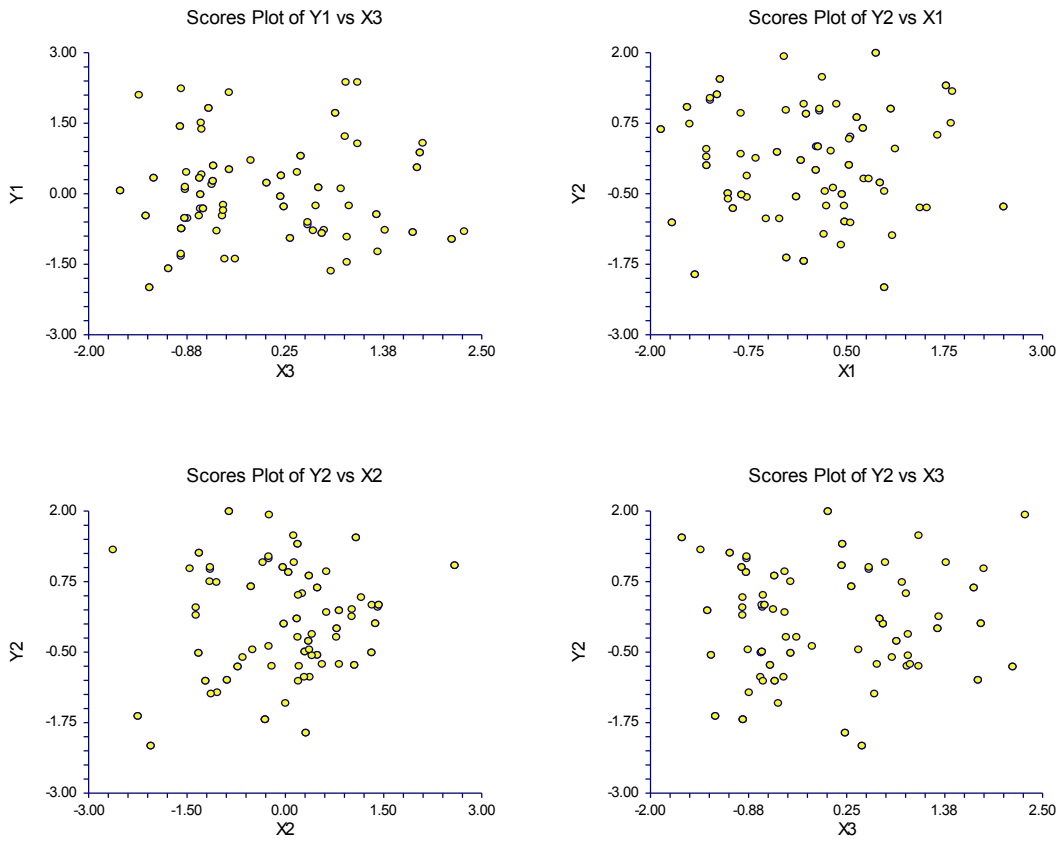 Scores Plot of Y1 vs X3
3.00
1.50
0.00
-1.50
-3.00
Y1
-2.00 -0.88 0.25 1.38 2.50
X3
Scores Plot of Y2 vs X1
2.00
0.75
-0.50
-1.75
-3.00
Y2
-2.00 -0.75 0.50 1.75 3.00
X1
Scores Plot of Y2 vs X2
2.00
0.75
-0.50
-1.75
-3.00
Y2
-3.00 -1.50 0.00 1.50 3.00
X2
Scores Plot of Y2 vs X3
2.00
0.75
-0.50
-1.75
-3.00
Y2
-2.00 -0.88 0.25 1.38 2.50
X3